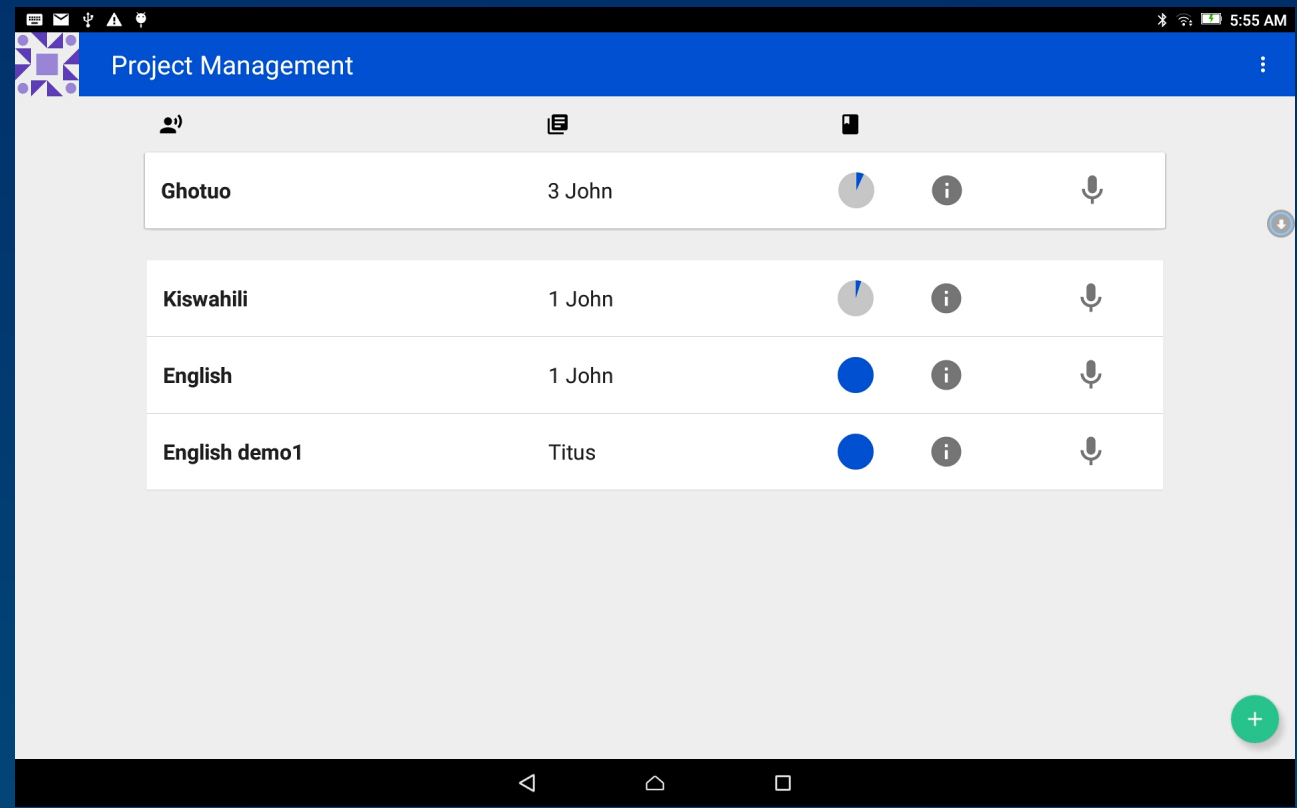 5:55 AM
Project Management
Ghotuo 3 John
Kiswahili 1 John
English 1 John
English demo1 Titus